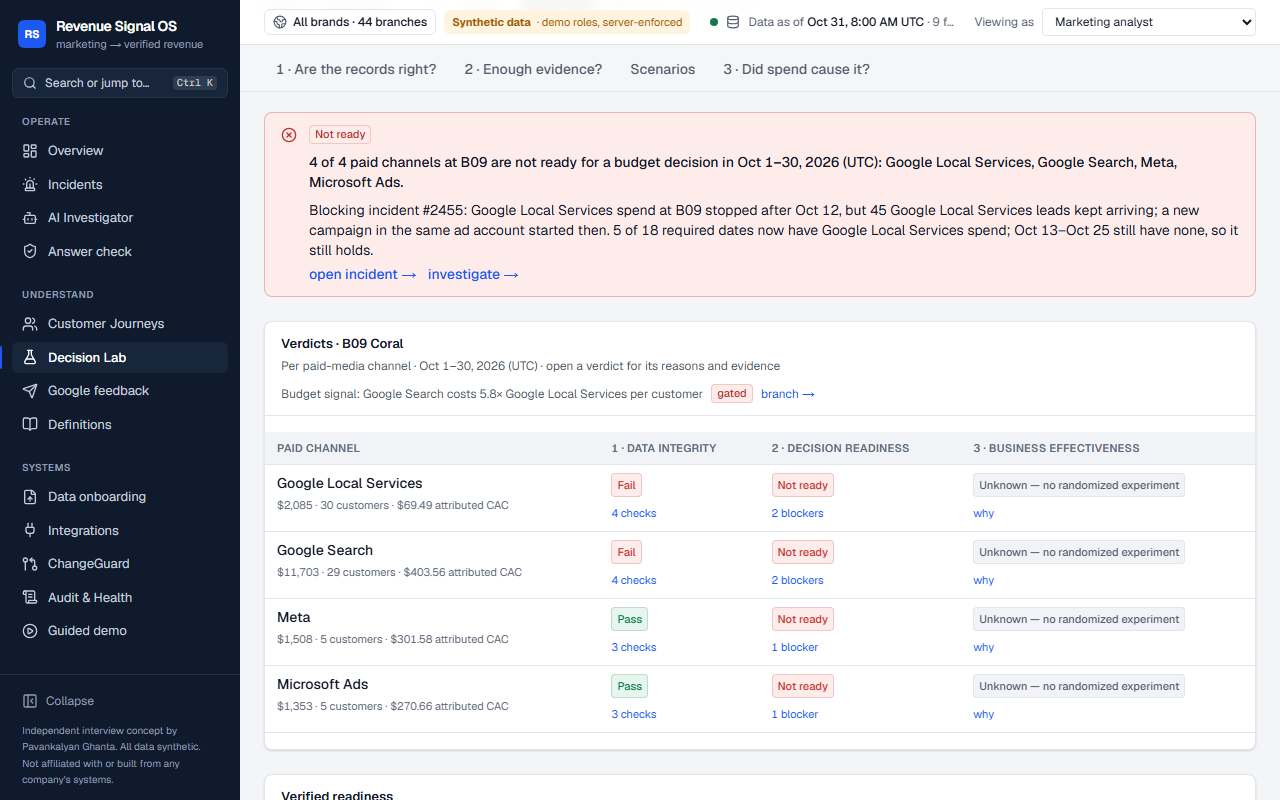 RS
Revenue Signal OS
marketing → verified revenue
Search or jump to... Ctrl K
OPERATE
Overview
Incidents
AI Investigator
Answer check
UNDERSTAND
Customer Journeys
Decision Lab
Google feedback
Definitions
SYSTEMS
Data onboarding
Integrations
ChangeGuard
Audit & Health
Guided demo
Collapse
Independent interview concept by
Pavankalyan Ghanta. All data synthetic.
Not affiliated with or built from any
company's systems.
All brands · 44 branches
Synthetic data · demo roles, server-enforced
Data as of Oct 31, 8:00 AM UTC · 9 f...
Viewing as
Marketing analyst
1 · Are the records right?
2 · Enough evidence?
Scenarios
3 · Did spend cause it?
Not ready
4 of 4 paid channels at B09 are not ready for a budget decision in Oct 1–30, 2026 (UTC): Google Local Services, Google Search, Meta,
Microsoft Ads.
Blocking incident #2455: Google Local Services spend at B09 stopped after Oct 12, but 45 Google Local Services leads kept arriving; a new
campaign in the same ad account started then. 5 of 18 required dates now have Google Local Services spend; Oct 13–Oct 25 still have none, so it
still holds.
open incident → investigate →
Verdicts · B09 Coral
Per paid-media channel · Oct 1–30, 2026 (UTC) · open a verdict for its reasons and evidence
Budget signal: Google Search costs 5.8× Google Local Services per customer gated branch →
PAID CHANNEL 1 · DATA INTEGRITY 2 · DECISION READINESS 3 · BUSINESS EFFECTIVENESS
Google Local Services Fail Not ready Unknown — no randomized experiment
$2,085 · 30 customers · $69.49 attributed CAC 4 checks 2 blockers why
Google Search Fail Not ready Unknown — no randomized experiment
$11,703 · 29 customers · $403.56 attributed CAC 4 checks 2 blockers why
Meta Pass Not ready Unknown — no randomized experiment
$1,508 · 5 customers · $301.58 attributed CAC 3 checks 1 blocker why
Microsoft Ads Pass Not ready Unknown — no randomized experiment
$1,353 · 5 customers · $270.66 attributed CAC 3 checks 1 blocker why
Verified readiness